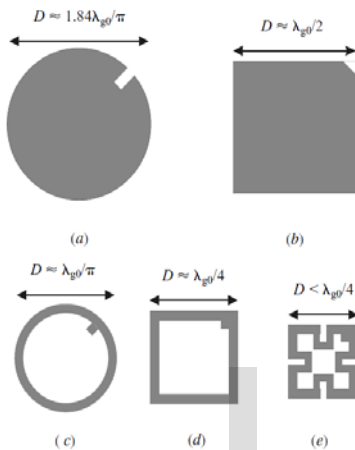 D ≈ 1.84λg0/π
D ≈ λg0/2
(a)
(b)
D ≈ λg0/π
D ≈ λg0/4
D < λg0/4
(c)
(d)
(e)